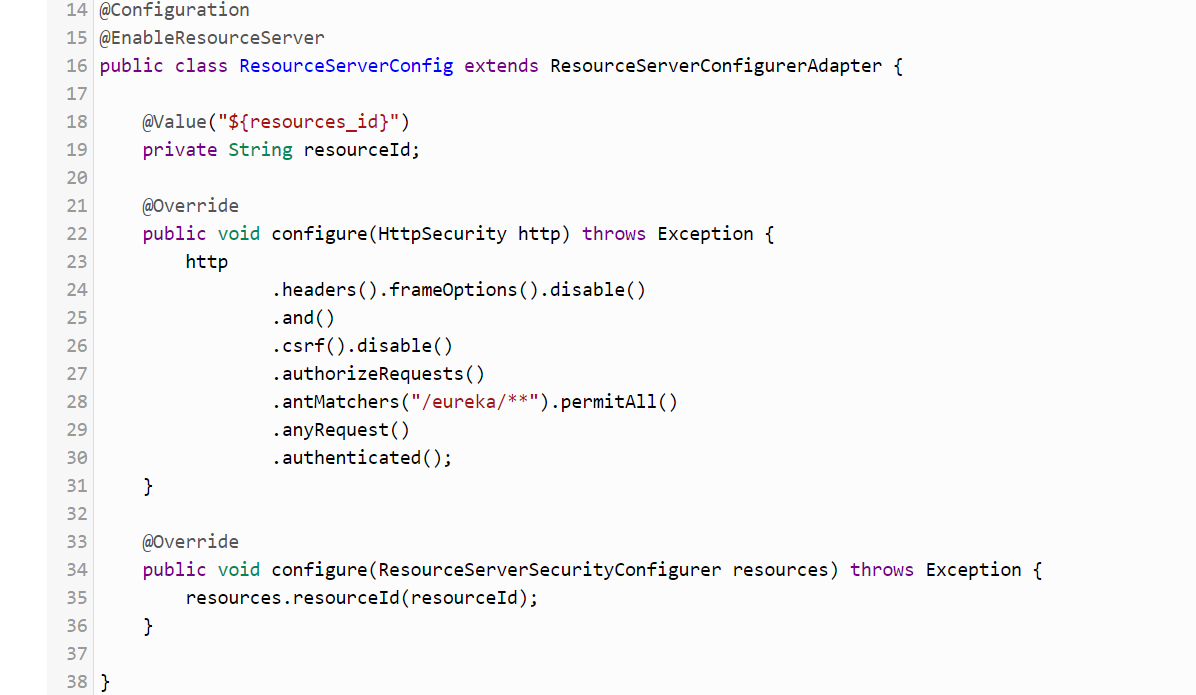 14 @Configuration
15 @EnableResourceServer
16 public class ResourceServerConfig extends ResourceServerConfigurerAdapter {
17
18     @Value("${resources_id}")
19     private String resourceId;
20
21     @Override
22     public void configure(HttpSecurity http) throws Exception {
23         http
24                 .headers().frameOptions().disable()
25                 .and()
26                 .csrf().disable()
27                 .authorizeRequests()
28                 .antMatchers("/eureka/**").permitAll()
29                 .anyRequest()
30                 .authenticated();
31     }
32
33     @Override
34     public void configure(ResourceServerSecurityConfigurer resources) throws Exception {
35         resources.resourceId(resourceId);
36     }
37
38 }